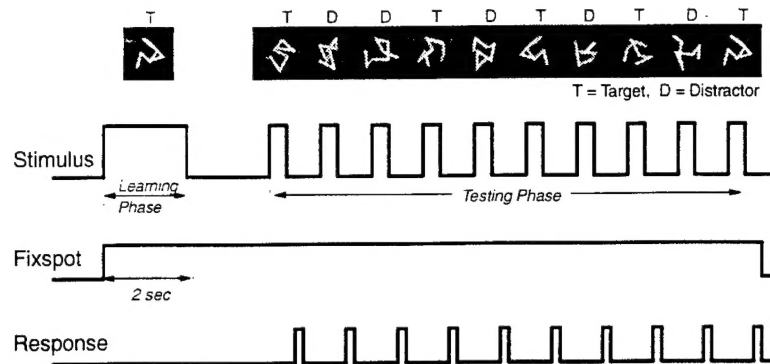 T T D D T D T D T D T
T = Target, D = Distractor
Stimulus
Learning
Phase
Testing Phase
Fixspot
2 sec
Response